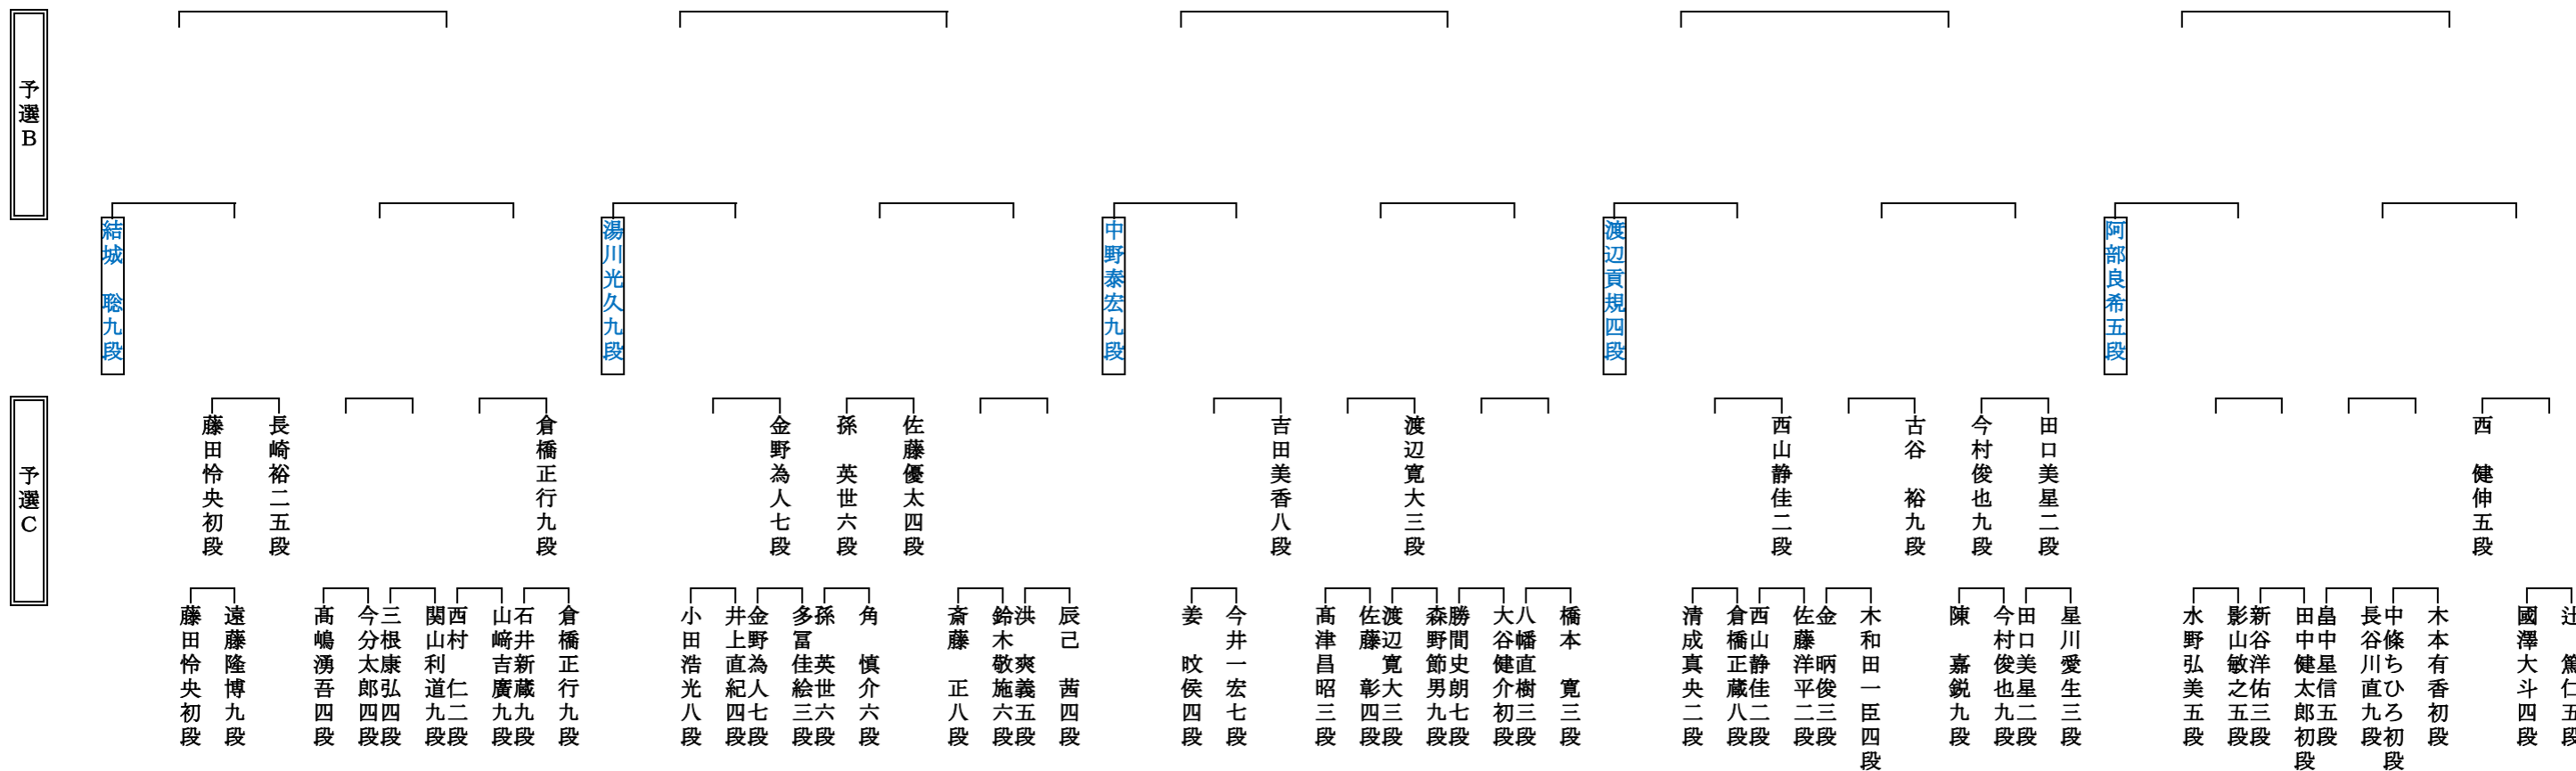 予選B
結城　聡九段
湯川光久九段
中野泰宏九段
渡辺貢規四段
阿部良希五段
予選C
藤田怜央初段
長崎裕二五段
倉橋正行九段
金野為人七段
孫　英世六段
佐藤優太四段
吉田美香八段
渡辺寛大三段
西山静佳二段
古谷　裕九段
今村俊也九段
田口美星二段
西　健伸五段
藤田怜央初段
遠藤隆博九段
髙嶋湧吾四段
今分太郎四段
三根康弘四段
関山利道九段
西村　仁二段
山﨑吉廣九段
石井新蔵九段
倉橋正行九段
小田浩光八段
井上直紀四段
金野為人七段
多冨佳絵三段
孫　英世六段
角　慎介六段
斎藤　正八段
鈴木敬施六段
洪　爽義五段
辰己　茜四段
姜　旼侯四段
今井一宏七段
髙津昌昭三段
佐藤　彰四段
渡辺寛大三段
森野節男九段
勝間史朗七段
大谷健介初段
八幡直樹三段
橋本　寛三段
清成真央二段
倉橋正蔵八段
西山静佳二段
佐藤洋平二段
金　昞俊三段
木和田一臣四段
陳　嘉鋭九段
今村俊也九段
田口美星二段
星川愛生三段
水野弘美五段
影山敏之五段
新谷洋佑三段
田中健太郎初段
畠中星信五段
長谷川直九段
中條ちひろ初段
木本有香初段
國澤大斗四段
辻　篤仁五段